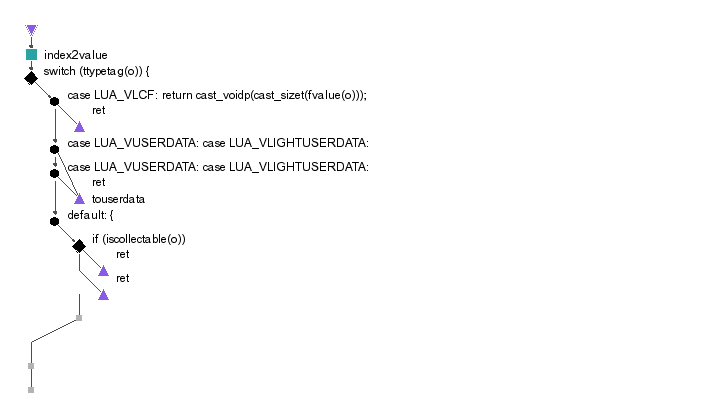 index2value
switch (ttypetag(o)) {
case LUA_VLCF: return cast_voidp(cast_sizet(fvalue(o)));
ret
case LUA_VUSERDATA: case LUA_VLIGHTUSERDATA:
case LUA_VUSERDATA: case LUA_VLIGHTUSERDATA:
ret
touserdata
default: {
if (iscollectable(o))
ret
ret